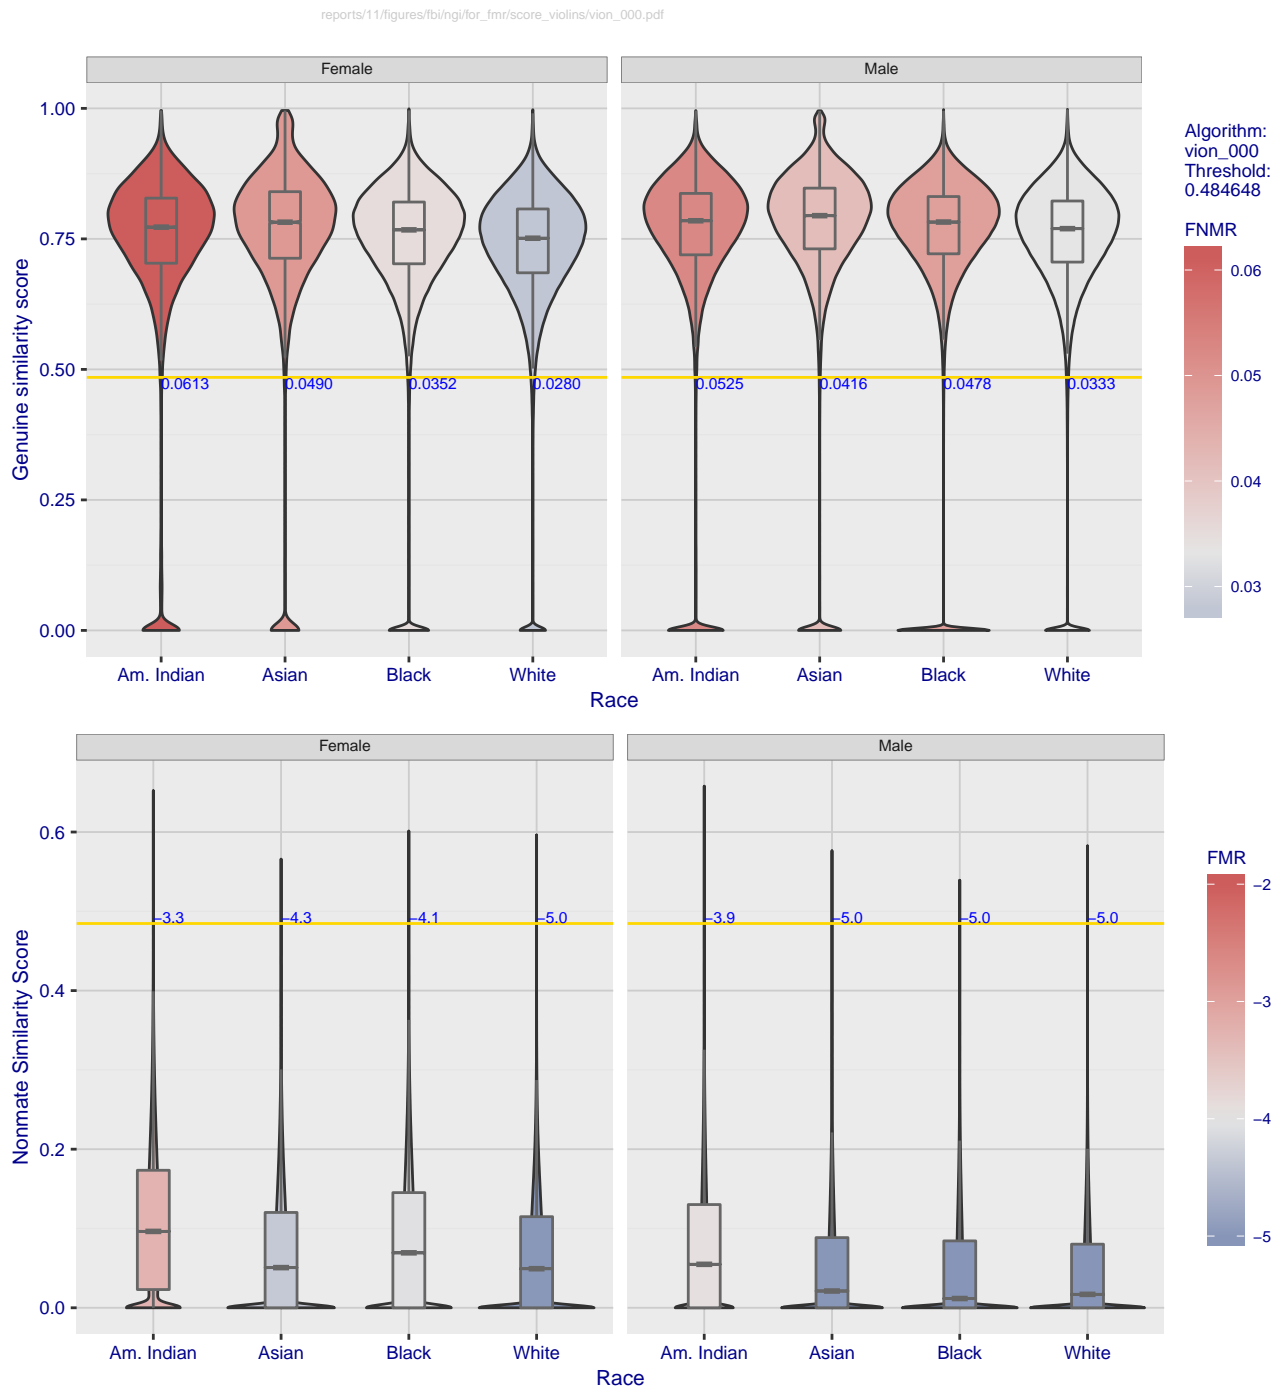 reports/11/figures/fbi/ngi/for_fmr/score_violins/vion_000.pdf
Female
Male
Genuine similarity score
1.00
0.75
0.50
0.25
0.00
0.0613
0.0490
0.0352
0.0280
0.0525
0.0416
0.0478
0.0333
Am. Indian
Asian
Black
White
Am. Indian
Asian
Black
White
Race
Algorithm:
vion_000
Threshold:
0.484648
FNMR
0.06
0.05
0.04
0.03
Female
Male
Nonmate Similarity Score
0.6
0.4
0.2
0.0
−3.3
−4.3
−4.1
−5.0
−3.9
−5.0
−5.0
−5.0
Am. Indian
Asian
Black
White
Am. Indian
Asian
Black
White
Race
FMR
−2
−3
−4
−5